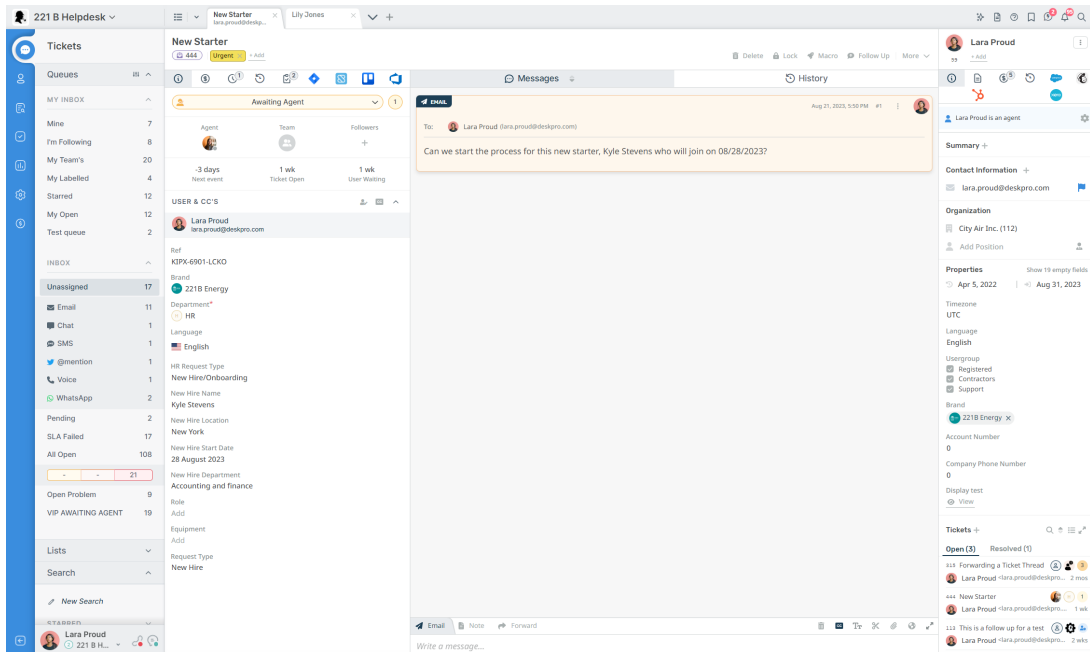 221 B Helpdesk
New Starter
lara.proud@deskp...
Lily Jones
Tickets
Queues
MY INBOX
Mine 7
I'm Following 8
My Team's 20
My Labelled 4
Starred 12
My Open 12
Test queue 2
INBOX
Unassigned 17
Email 11
Chat 1
SMS 1
@mention 1
Voice 1
WhatsApp 2
Pending 2
SLA Failed 17
All Open 108
- - 21
Open Problem 9
VIP AWAITING AGENT 19
Lists
Search
New Search
STARRED
Lara Proud
221 B H...
New Starter
444 Urgent × + Add
Delete Lock Macro Follow Up More
1 2
Awaiting Agent 1
Agent Team Followers
-3 days 1 wk 1 wk
Next event Ticket Open User Waiting
USER & CC'S
Lara Proud
lara.proud@deskpro.com
Ref
KIPX-6901-LCKO
Brand
221B Energy
Department*
HR
Language
English
HR Request Type
New Hire/Onboarding
New Hire Name
Kyle Stevens
New Hire Location
New York
New Hire Start Date
28 August 2023
New Hire Department
Accounting and finance
Role
Add
Equipment
Add
Request Type
New Hire
Messages
History
EMAIL
Aug 21, 2023, 5:50 PM #1
To: Lara Proud (lara.proud@deskpro.com)
Can we start the process for this new starter, Kyle Stevens who will join on 08/28/2023?
Email Note Forward
Write a message...
Lara Proud
+ Add
5
Lara Proud is an agent
Summary +
Contact Information +
lara.proud@deskpro.com
Organization
City Air Inc. (112)
Add Position
Properties Show 19 empty fields
Apr 5, 2022 Aug 31, 2023
Timezone
UTC
Language
English
Usergroup
Registered
Contractors
Support
Brand
221B Energy ×
Account Number
0
Company Phone Number
0
Display test
View
Tickets +
Open (3) Resolved (1)
318 Forwarding a Ticket Thread 3
Lara Proud <lara.proud@deskpro... 2 mos
444 New Starter 1
Lara Proud <lara.proud@deskpro... 1 wk
113 This is a follow up for a test
Lara Proud <lara.proud@deskpro... 2 wks